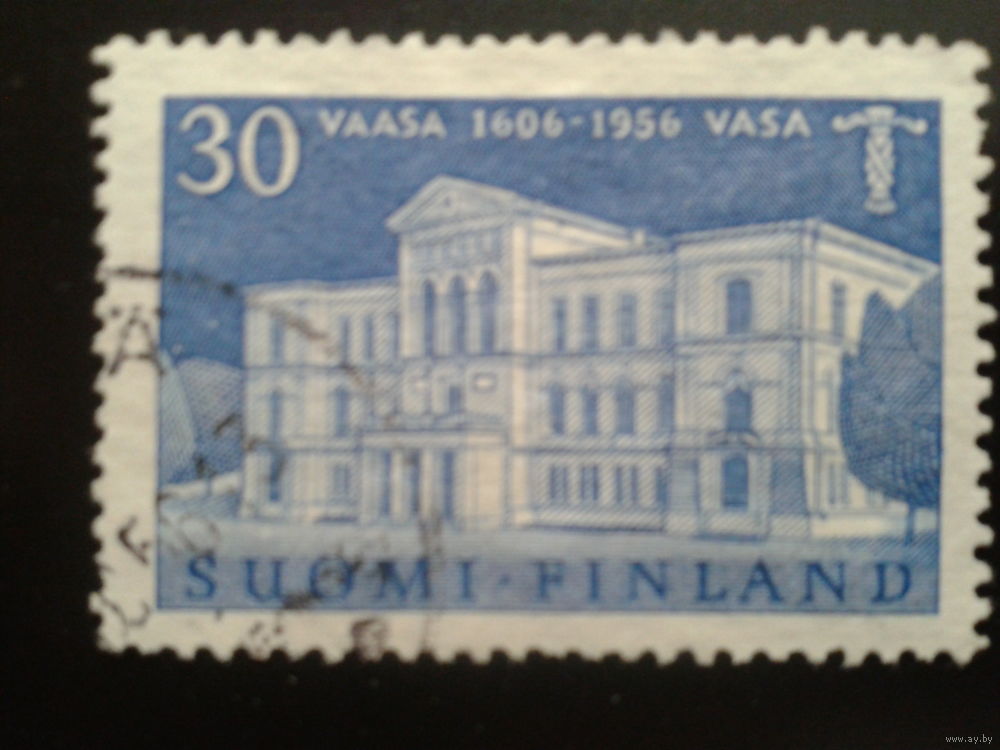 30 VAASA 1606-1956 VASA
SUOMI · FINLAND
www.ay.by